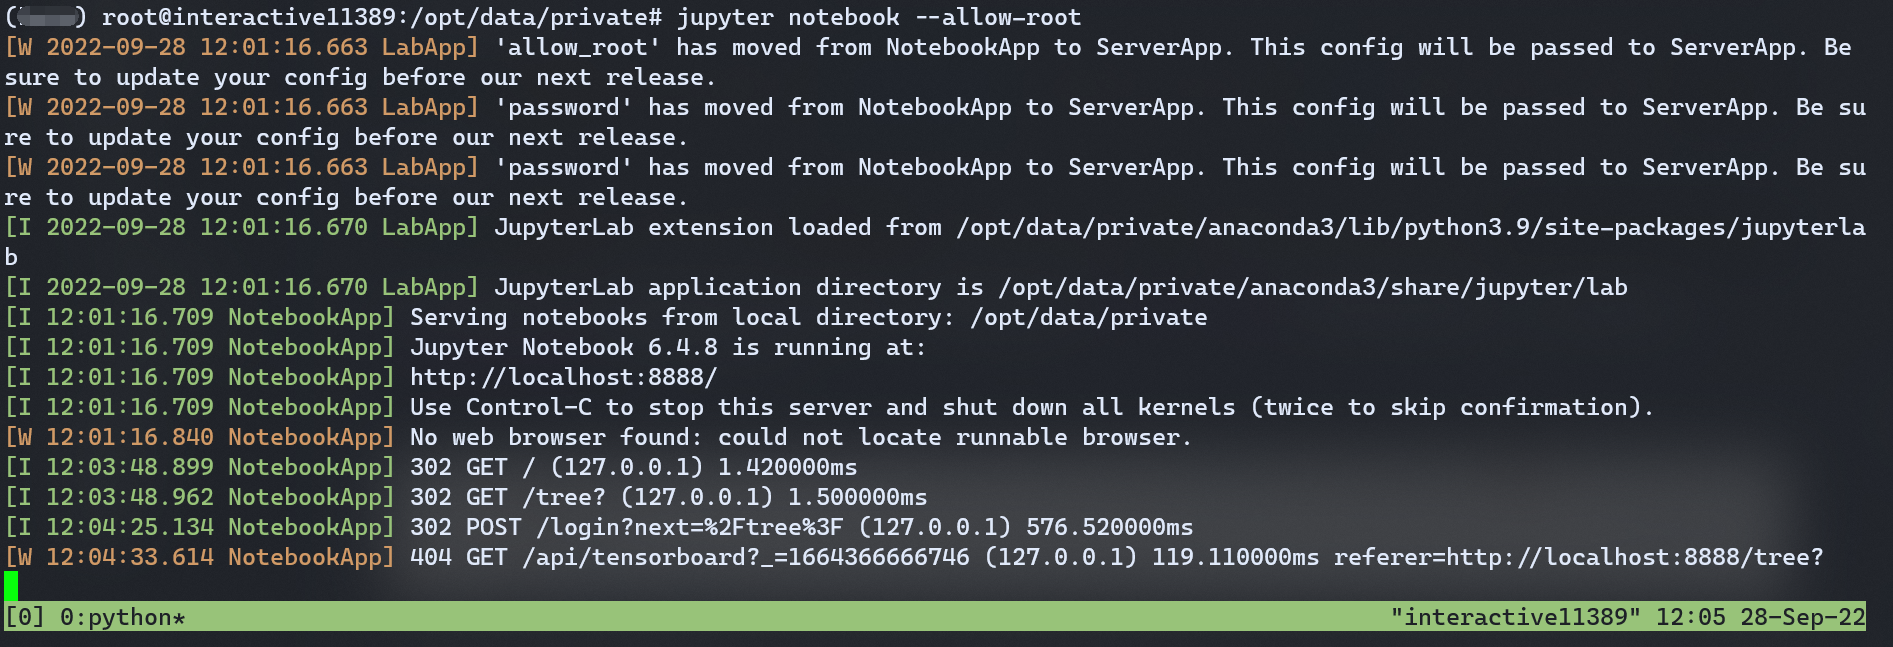 ( ) root@interactive11389:/opt/data/private# jupyter notebook --allow-root
[W 2022-09-28 12:01:16.663 LabApp] 'allow_root' has moved from NotebookApp to ServerApp. This config will be passed to ServerApp. Be
sure to update your config before our next release.
[W 2022-09-28 12:01:16.663 LabApp] 'password' has moved from NotebookApp to ServerApp. This config will be passed to ServerApp. Be su
re to update your config before our next release.
[W 2022-09-28 12:01:16.663 LabApp] 'password' has moved from NotebookApp to ServerApp. This config will be passed to ServerApp. Be su
re to update your config before our next release.
[I 2022-09-28 12:01:16.670 LabApp] JupyterLab extension loaded from /opt/data/private/anaconda3/lib/python3.9/site-packages/jupyterla
b
[I 2022-09-28 12:01:16.670 LabApp] JupyterLab application directory is /opt/data/private/anaconda3/share/jupyter/lab
[I 12:01:16.709 NotebookApp] Serving notebooks from local directory: /opt/data/private
[I 12:01:16.709 NotebookApp] Jupyter Notebook 6.4.8 is running at:
[I 12:01:16.709 NotebookApp] http://localhost:8888/
[I 12:01:16.709 NotebookApp] Use Control-C to stop this server and shut down all kernels (twice to skip confirmation).
[W 12:01:16.840 NotebookApp] No web browser found: could not locate runnable browser.
[I 12:03:48.899 NotebookApp] 302 GET / (127.0.0.1) 1.420000ms
[I 12:03:48.962 NotebookApp] 302 GET /tree? (127.0.0.1) 1.500000ms
[I 12:04:25.134 NotebookApp] 302 POST /login?next=%2Ftree%3F (127.0.0.1) 576.520000ms
[W 12:04:33.614 NotebookApp] 404 GET /api/tensorboard?_=1664366666746 (127.0.0.1) 119.110000ms referer=http://localhost:8888/tree?
[0] 0:python* "interactive11389" 12:05 28-Sep-22